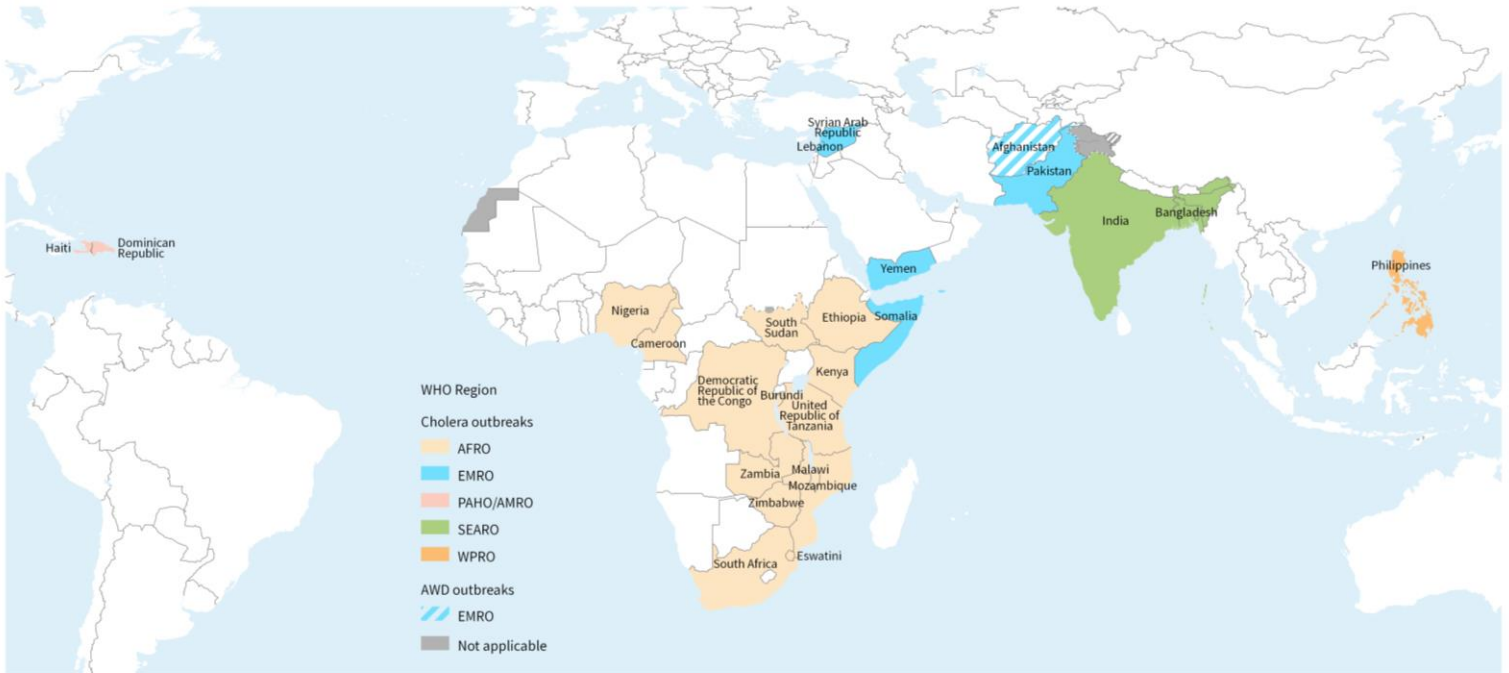 Syrian Arab
Republic
Lebanon
Afghanistan
Pakistan
India
Bangladesh
Haiti
Dominican
Republic
Yemen
Philippines
Nigeria
Cameroon
South
Sudan
Ethiopia
Somalia
Kenya
Democratic
Republic of
the Congo
Burundi
United
Republic of
Tanzania
Zambia
Malawi
Mozambique
Zimbabwe
South Africa
Eswatini
WHO Region
Cholera outbreaks
AFRO
EMRO
PAHO/AMRO
SEARO
WPRO
AWD outbreaks
EMRO
Not applicable